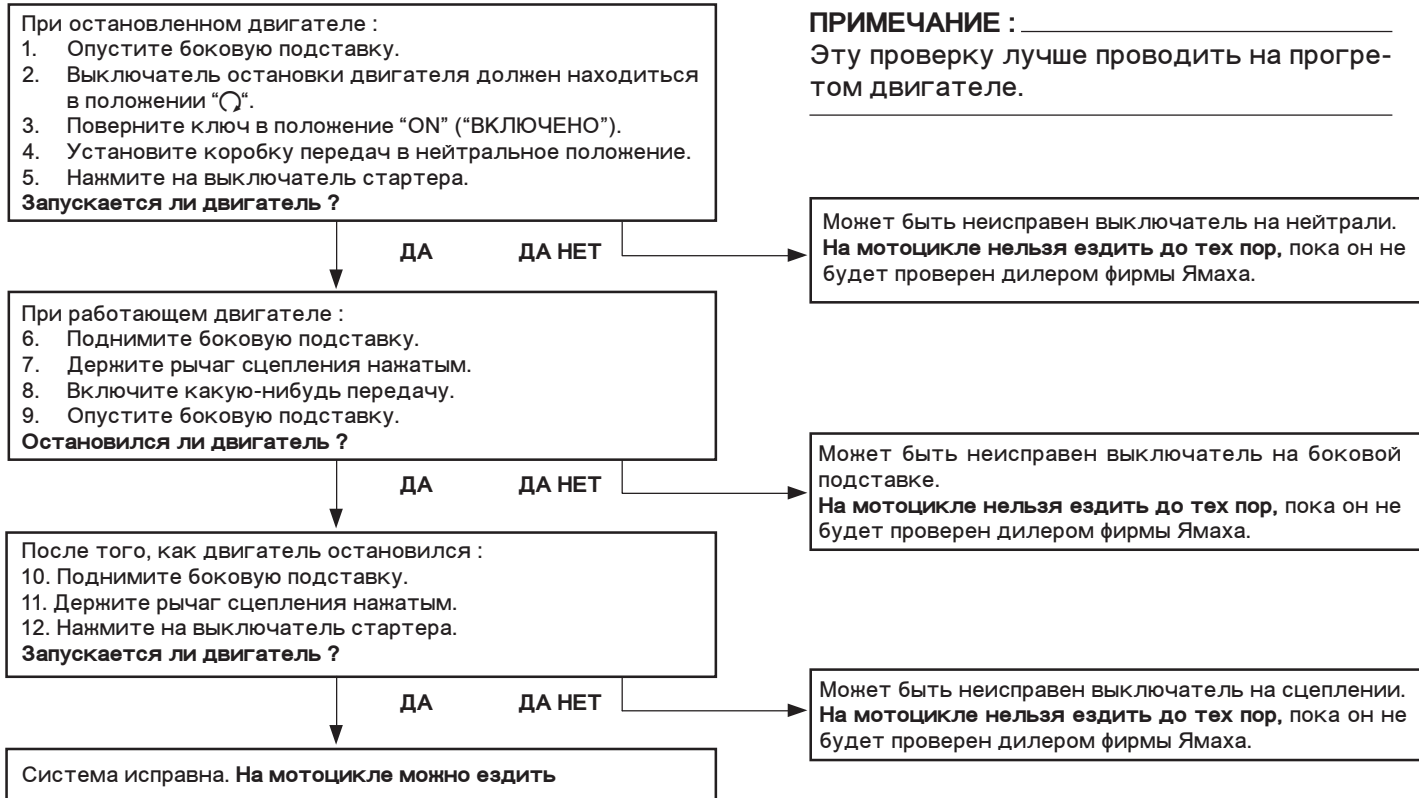 При остановленном двигателе :
1. Опустите боковую подставку.
2. Выключатель остановки двигателя должен находиться
в положении “↻“.
3. Поверните ключ в положение “ON” (“ВКЛЮЧЕНО”).
4. Установите коробку передач в нейтральное положение.
5. Нажмите на выключатель стартера.
Запускается ли двигатель ?
ПРИМЕЧАНИЕ :
Эту проверку лучше проводить на прогре-
том двигателе.
ДА ДА НЕТ
Может быть неисправен выключатель на нейтрали.
На мотоцикле нельзя ездить до тех пор, пока он не
будет проверен дилером фирмы Ямаха.
При работающем двигателе :
6. Поднимите боковую подставку.
7. Держите рычаг сцепления нажатым.
8. Включите какую-нибудь передачу.
9. Опустите боковую подставку.
Остановился ли двигатель ?
ДА ДА НЕТ
Может быть неисправен выключатель на боковой
подставке.
На мотоцикле нельзя ездить до тех пор, пока он не
будет проверен дилером фирмы Ямаха.
После того, как двигатель остановился :
10. Поднимите боковую подставку.
11. Держите рычаг сцепления нажатым.
12. Нажмите на выключатель стартера.
Запускается ли двигатель ?
ДА ДА НЕТ
Может быть неисправен выключатель на сцеплении.
На мотоцикле нельзя ездить до тех пор, пока он не
будет проверен дилером фирмы Ямаха.
Система исправна. На мотоцикле можно ездить